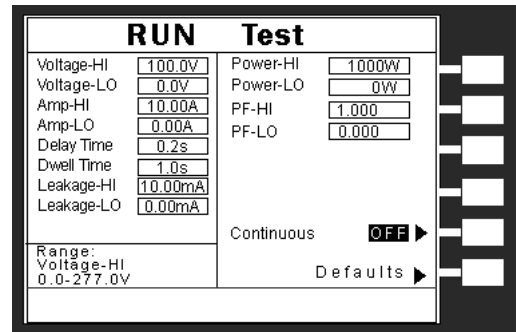 RUN Test
Voltage-HI 100.0V
Voltage-LO 0.0V
Amp-HI 10.00A
Amp-LO 0.00A
Delay Time 0.2s
Dwell Time 1.0s
Leakage-HI 10.00mA
Leakage-LO 0.00mA
Power-HI 1000W
Power-LO 0W
PF-HI 1.000
PF-LO 0.000
Continuous OFF
Defaults
Range:
Voltage-HI
0.0-277.0V